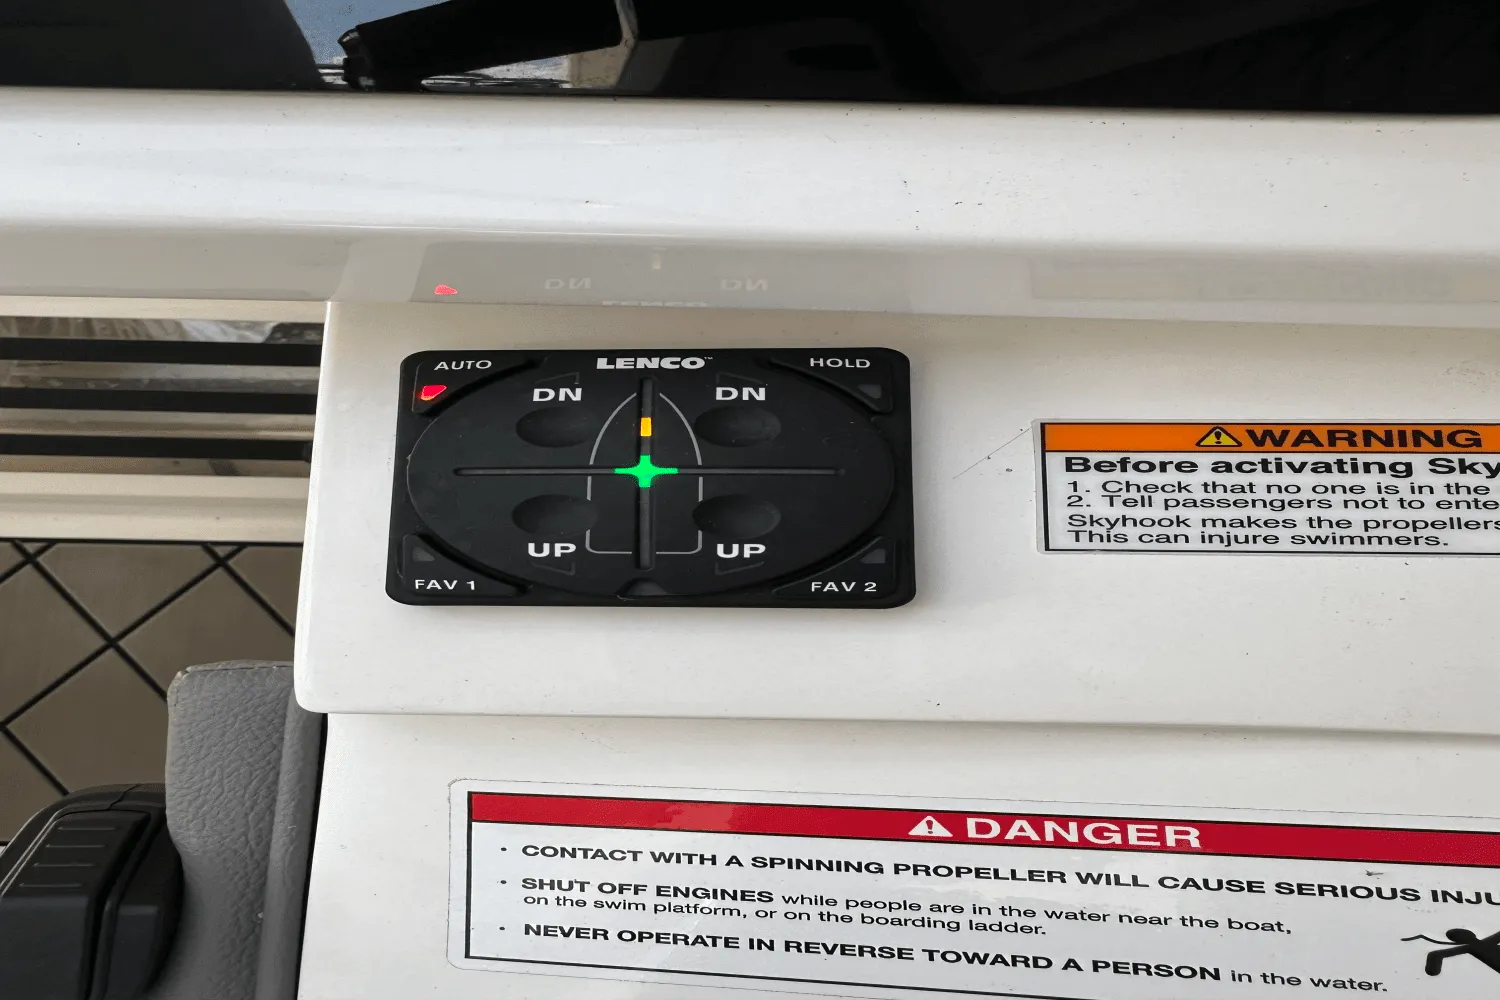 AUTO
LENCO™
HOLD
DN
DN
UP
UP
FAV 1
FAV 2
WARNING
Before activating Sky
1. Check that no one is in the
2. Tell passengers not to ente
Skyhook makes the propellers
This can injure swimmers.
DANGER
• CONTACT WITH A SPINNING PROPELLER WILL CAUSE SERIOUS INJU
• SHUT OFF ENGINES while people are in the water near the boat,
on the swim platform, or on the boarding ladder.
• NEVER OPERATE IN REVERSE TOWARD A PERSON in the water.